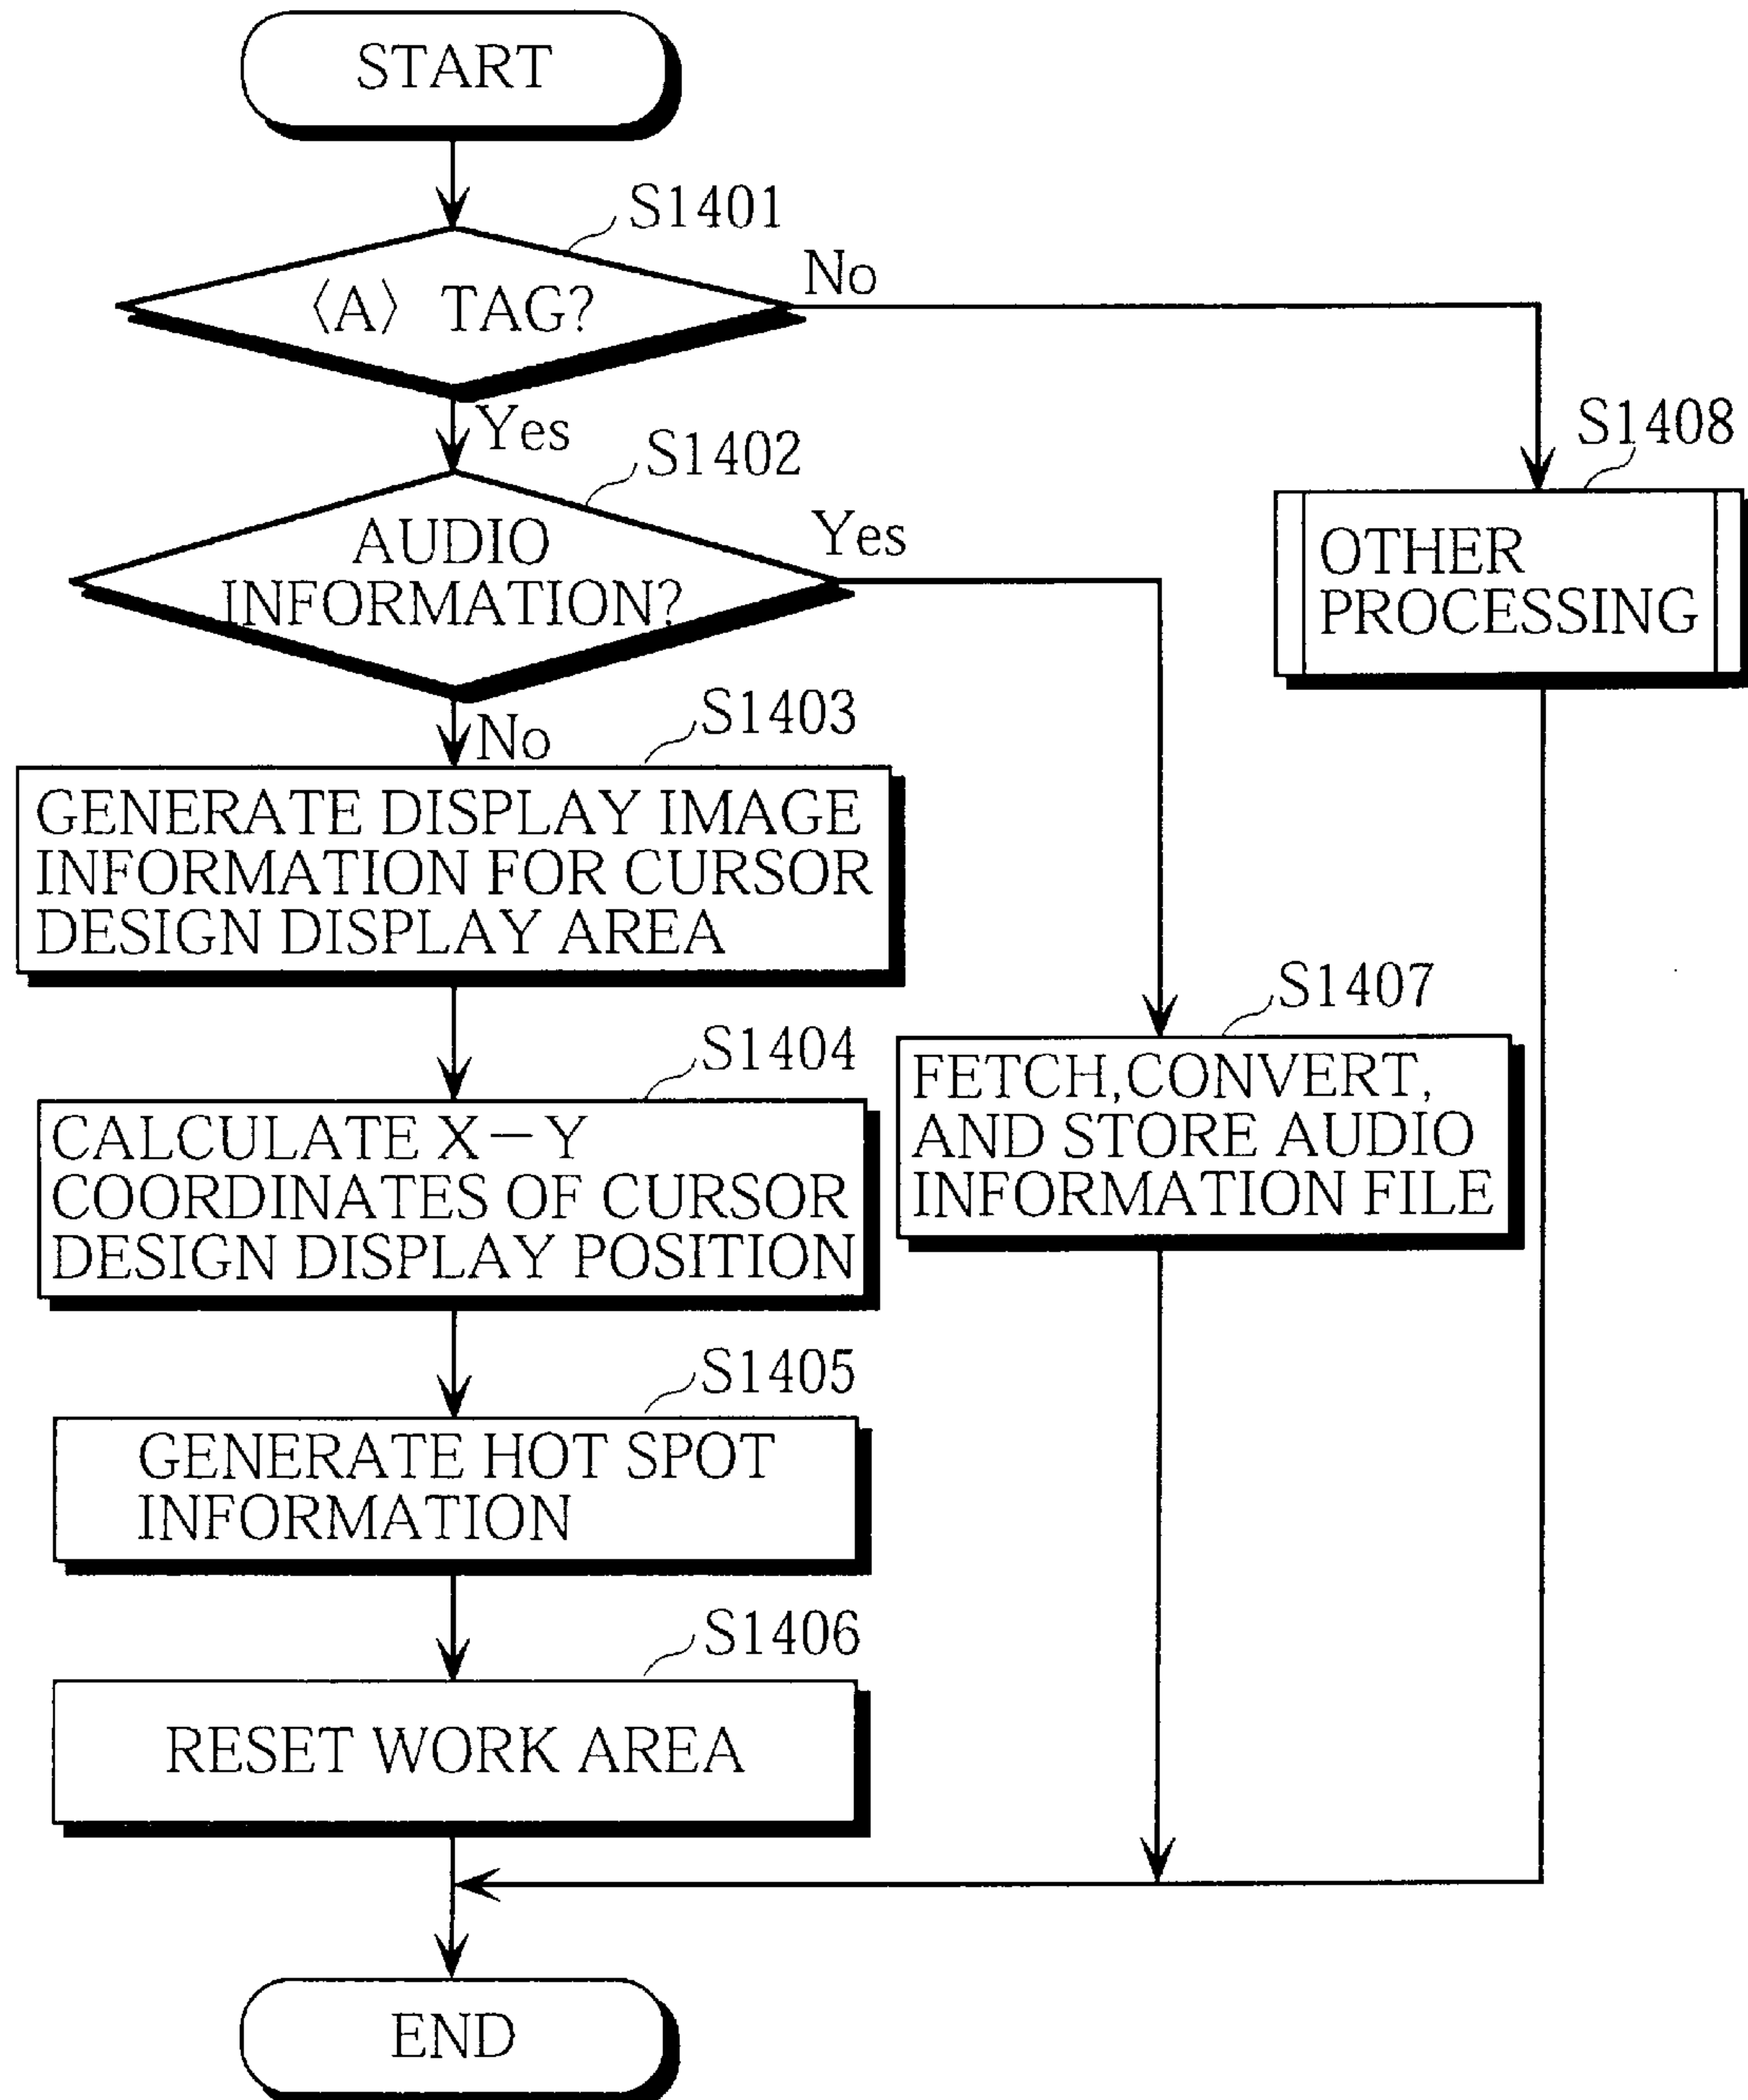 START
S1401
⟨A⟩ TAG?
No
Yes
S1402
AUDIO
INFORMATION?
Yes
S1408
OTHER
PROCESSING
No
S1403
GENERATE DISPLAY IMAGE
INFORMATION FOR CURSOR
DESIGN DISPLAY AREA
S1404
CALCULATE X－Y
COORDINATES OF CURSOR
DESIGN DISPLAY POSITION
S1407
FETCH,CONVERT,
AND STORE AUDIO
INFORMATION FILE
S1405
GENERATE HOT SPOT
INFORMATION
S1406
RESET WORK AREA
END